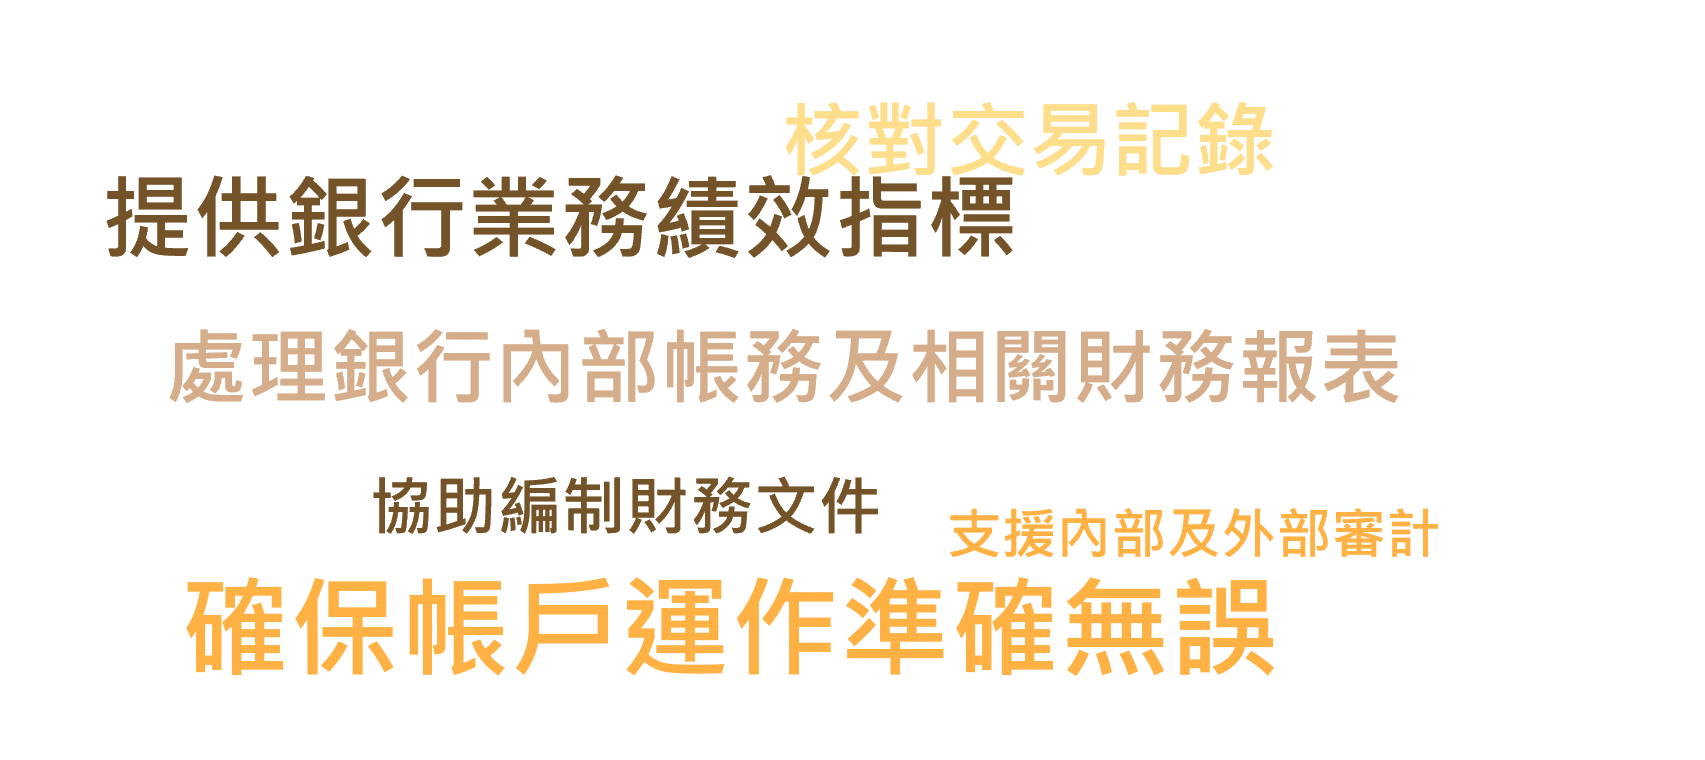 核對交易記錄
提供銀行業務績效指標
處理銀行內部帳務及相關財務報表
協助編制財務文件
支援內部及外部審計
確保帳戶運作準確無誤